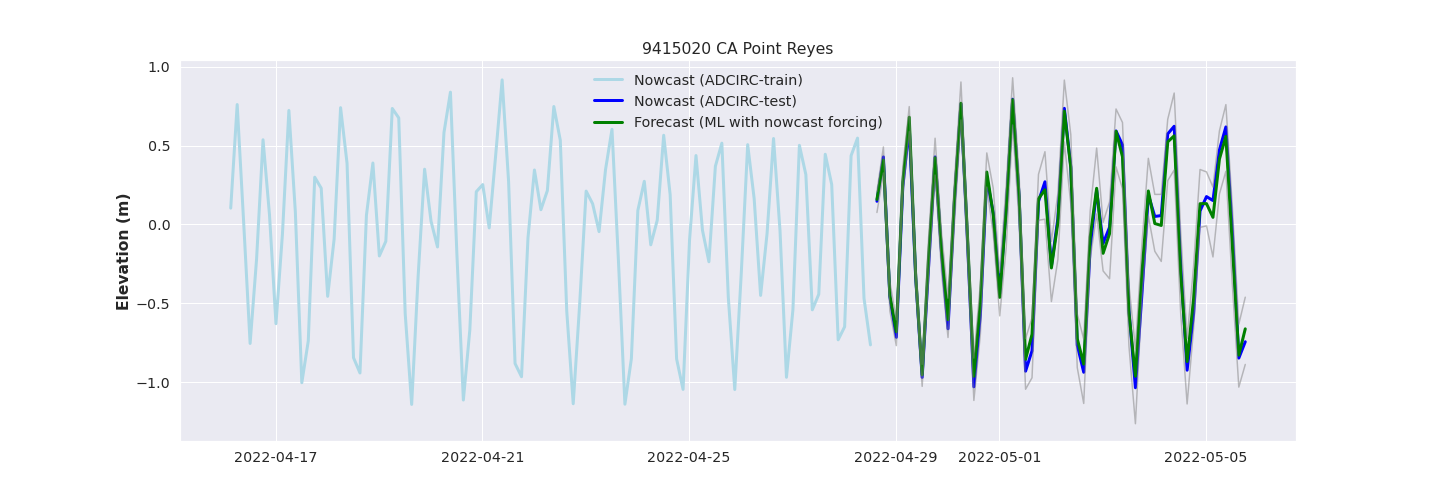 9415020 CA Point Reyes
Nowcast (ADCIRC-train)
Nowcast (ADCIRC-test)
Forecast (ML with nowcast forcing)
Elevation (m)
1.0
0.5
0.0
−0.5
−1.0
2022-04-17 2022-04-21 2022-04-25 2022-04-29 2022-05-01 2022-05-05